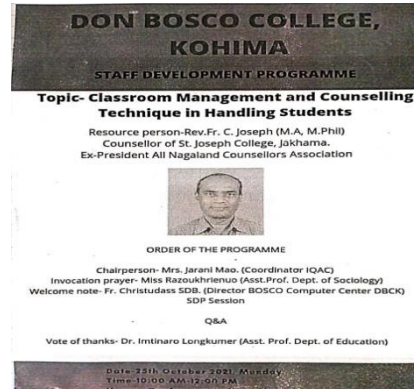 DON BOSCO COLLEGE,
KOHIMA
STAFF DEVELOPMENT PROGRAMME
Topic- Classroom Management and Counselling
Technique in Handling Students
Resource person-Rev.Fr. C. Joseph (M.A, M.Phil)
Counsellor of St. Joseph College, Jakhama.
Ex-President All Nagaland Counsellors Association
ORDER OF THE PROGRAMME
Chairperson- Mrs. Jarani Mao. (Coordinator IQAC)
Invocation prayer- Miss Razoukhrienuo (Asst.Prof. Dept. of Sociology)
Welcome note- Fr. Christudass SDB. (Director BOSCO Computer Center DBCK)
SDP Session
Q&A
Vote of thanks- Dr. Imtinaro Longkumer (Asst. Prof. Dept. of Education)
Date-25th October 2021, Monday
Time-10:00 AM-12:00 PM